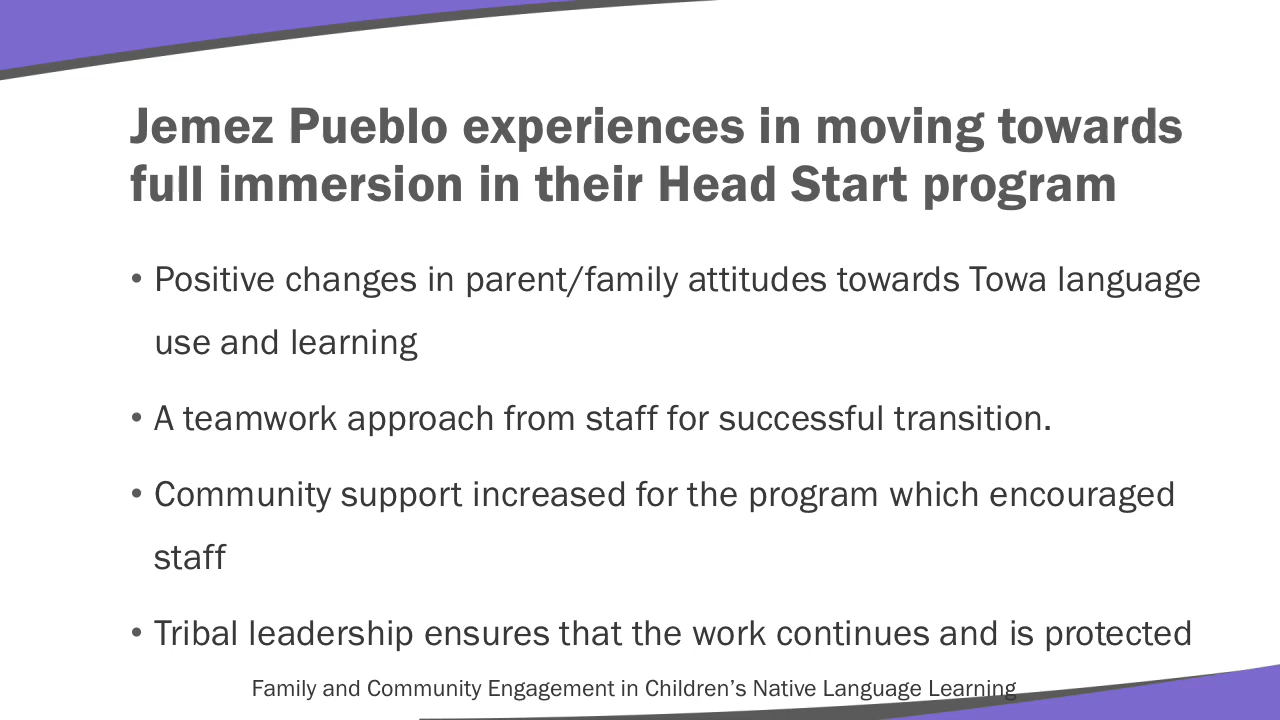 Jemez Pueblo experiences in moving towards
full immersion in their Head Start program
• Positive changes in parent/family attitudes towards Towa language
use and learning
• A teamwork approach from staff for successful transition.
• Community support increased for the program which encouraged
staff
• Tribal leadership ensures that the work continues and is protected
Family and Community Engagement in Children’s Native Language Learning